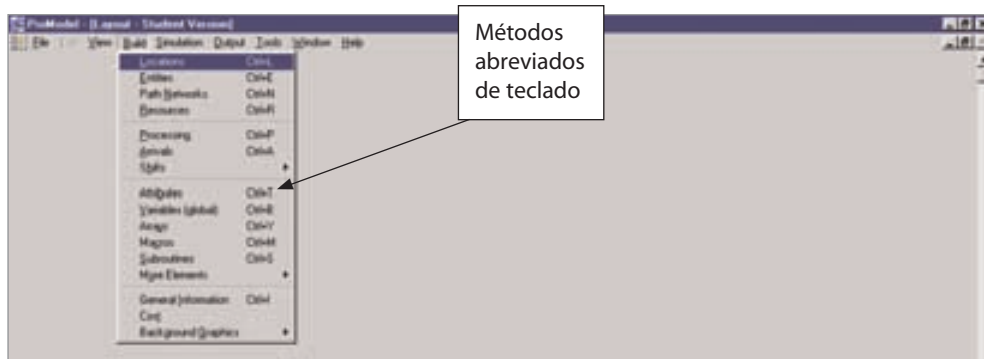 ProModel - [Layout - Student Version]
File View Build Simulation Output Tools Window Help
Métodos
abreviados
de teclado
Locations Ctrl+L
Entities Ctrl+E
Path Networks Ctrl+N
Resources Ctrl+R
Processing Ctrl+P
Arrivals Ctrl+A
Shifts
Attributes Ctrl+T
Variables (global) Ctrl+B
Arrays Ctrl+Y
Macros Ctrl+M
Subroutines Ctrl+S
More Elements
General Information Ctrl+I
Cost
Background Graphics